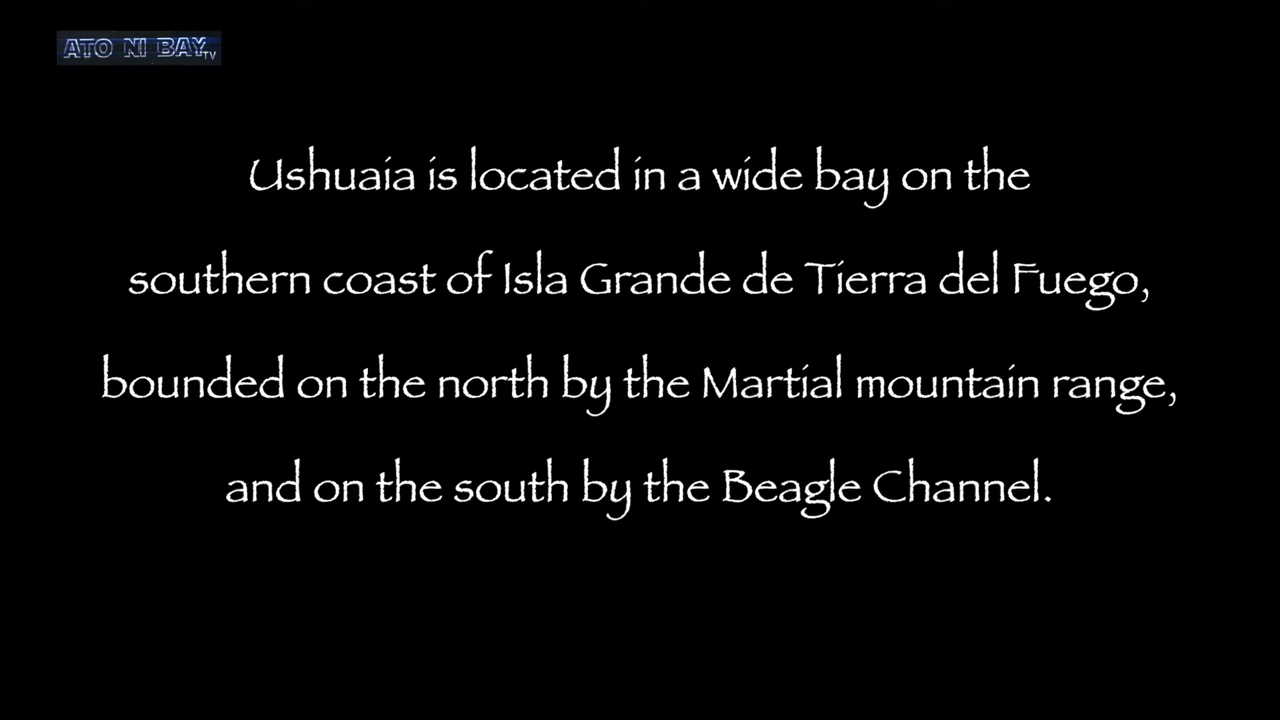 ATO NI BAY TV
Ushuaia is located in a wide bay on the
southern coast of Isla Grande de Tierra del Fuego,
bounded on the north by the Martial mountain range,
and on the south by the Beagle Channel.